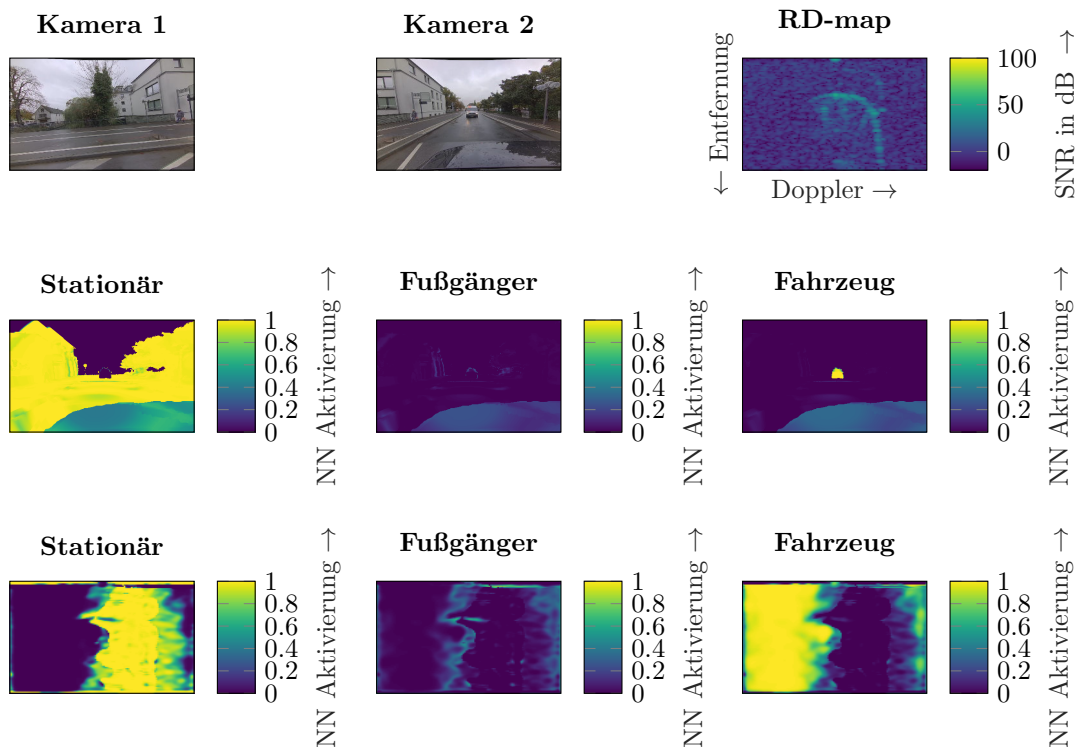 Kamera 1
Kamera 2
RD-map
← Entfernung
Doppler →
100
50
0
SNR in dB →
Stationär
1
0.8
0.6
0.4
0.2
0
NN Aktivierung →
Fußgänger
1
0.8
0.6
0.4
0.2
0
NN Aktivierung →
Fahrzeug
1
0.8
0.6
0.4
0.2
0
NN Aktivierung →
Stationär
1
0.8
0.6
0.4
0.2
0
NN Aktivierung →
Fußgänger
1
0.8
0.6
0.4
0.2
0
NN Aktivierung →
Fahrzeug
1
0.8
0.6
0.4
0.2
0
NN Aktivierung →